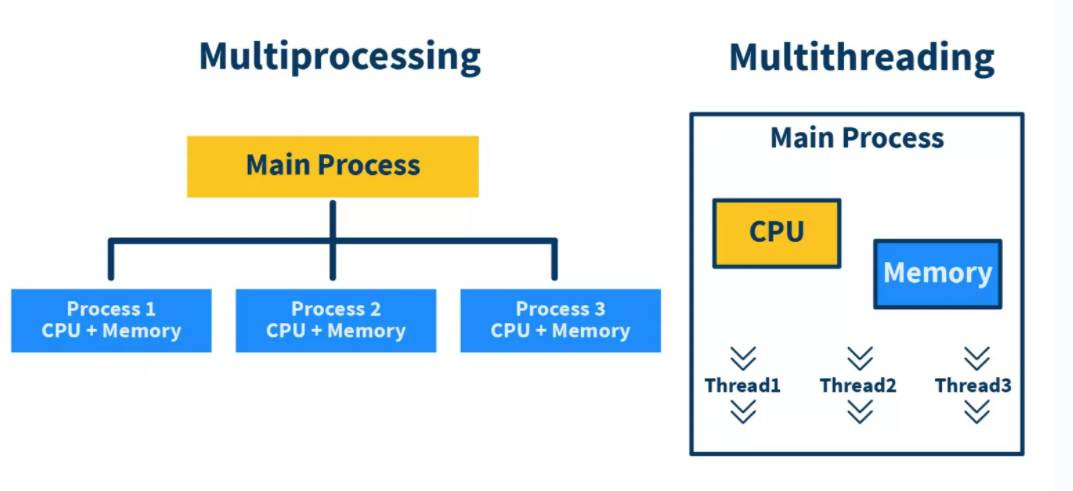 Multiprocessing
Main Process
Process 1
CPU + Memory
Process 2
CPU + Memory
Process 3
CPU + Memory
Multithreading
Main Process
CPU
Memory
Thread1
Thread2
Thread3